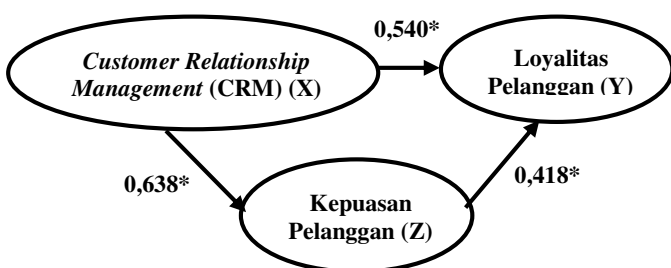 0,540*
Customer Relationship
Management (CRM) (X)
Loyalitas
Pelanggan (Y)
0,638*
0,418*
Kepuasan
Pelanggan (Z)